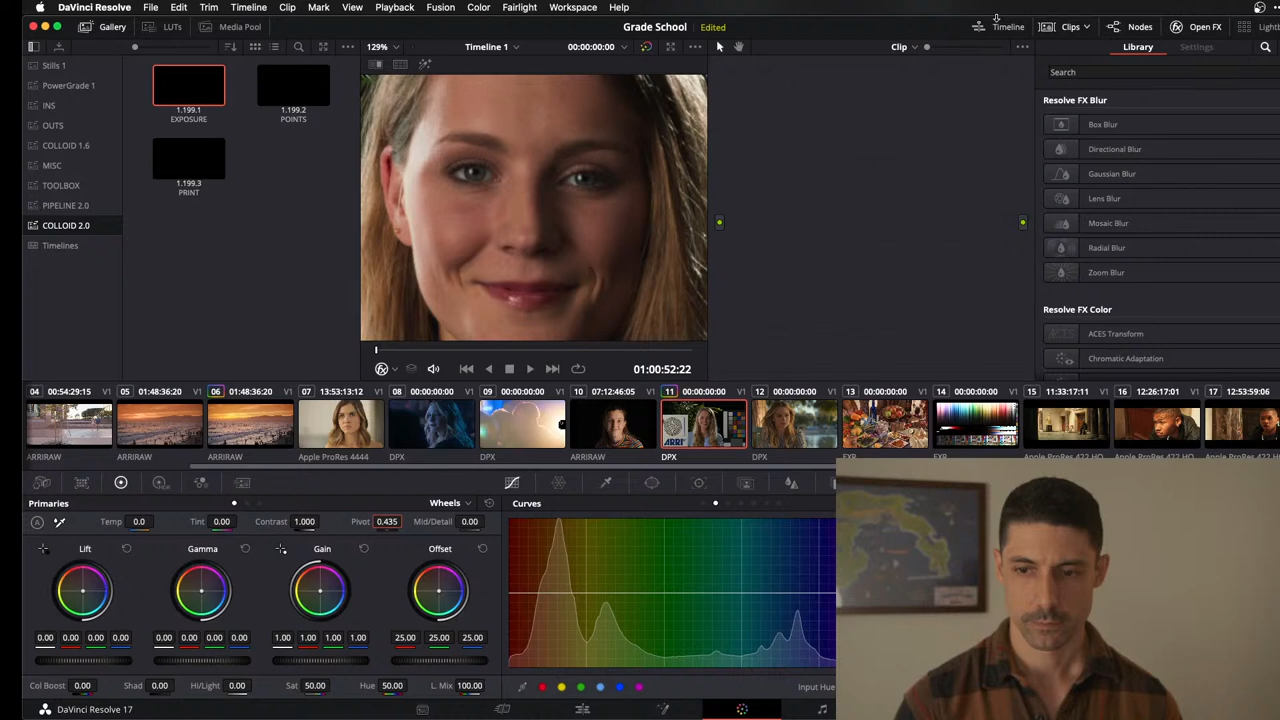 DaVinci Resolve File Edit Trim Timeline Clip Mark View Playback Fusion Color Fairlight Workspace Help
Gallery LUTs Media Pool Grade School Edited Timeline Clips Nodes Open FX
129% Timeline 1 00:00:00:00 Clip Library Settings
Stills 1
PowerGrade 1
INS
OUTS
COLLOID 1.6
MISC
TOOLBOX
PIPELINE 2.0
COLLOID 2.0
Timelines
1.199.1
EXPOSURE
1.199.2
POINTS
1.199.3
PRINT
01:00:52:22
Search
Resolve FX Blur
Box Blur
Directional Blur
Gaussian Blur
Lens Blur
Mosaic Blur
Radial Blur
Zoom Blur
Resolve FX Color
ACES
ACES Transform
Chromatic Adaptation
04 00:54:29:15 V1 05 01:48:36:20 V1 06 01:48:36:20 V1 07 13:53:13:12 V1 08 00:00:00:00 V1 09 00:00:00:00 V1 10 07:12:46:05 V1 11 00:00:00:00 V1 12 00:00:00:00 V1 13 00:00:00:00 V1 14 00:00:00:00 V1 15 11:33:17:11 V1 16 12:26:17:01 V1 17 12:53:59:06
ARRI
ARRIRAW ARRIRAW ARRIRAW Apple ProRes 4444 DPX DPX ARRIRAW DPX DPX EXR
Primaries Wheels
Temp 0.0 Tint 0.00 Contrast 1.000 Pivot 0.435 Mid/Detail 0.00
Lift Gamma Gain Offset
0.00 0.00 0.00 0.00 0.00 0.00 0.00 0.00 1.00 1.00 1.00 1.00 25.00 25.00 25.00
Col Boost 0.00 Shad 0.00 Hi/Light 0.00 Sat 50.00 Hue 50.00 L. Mix 100.00
Curves
Input Hue
DaVinci Resolve 17